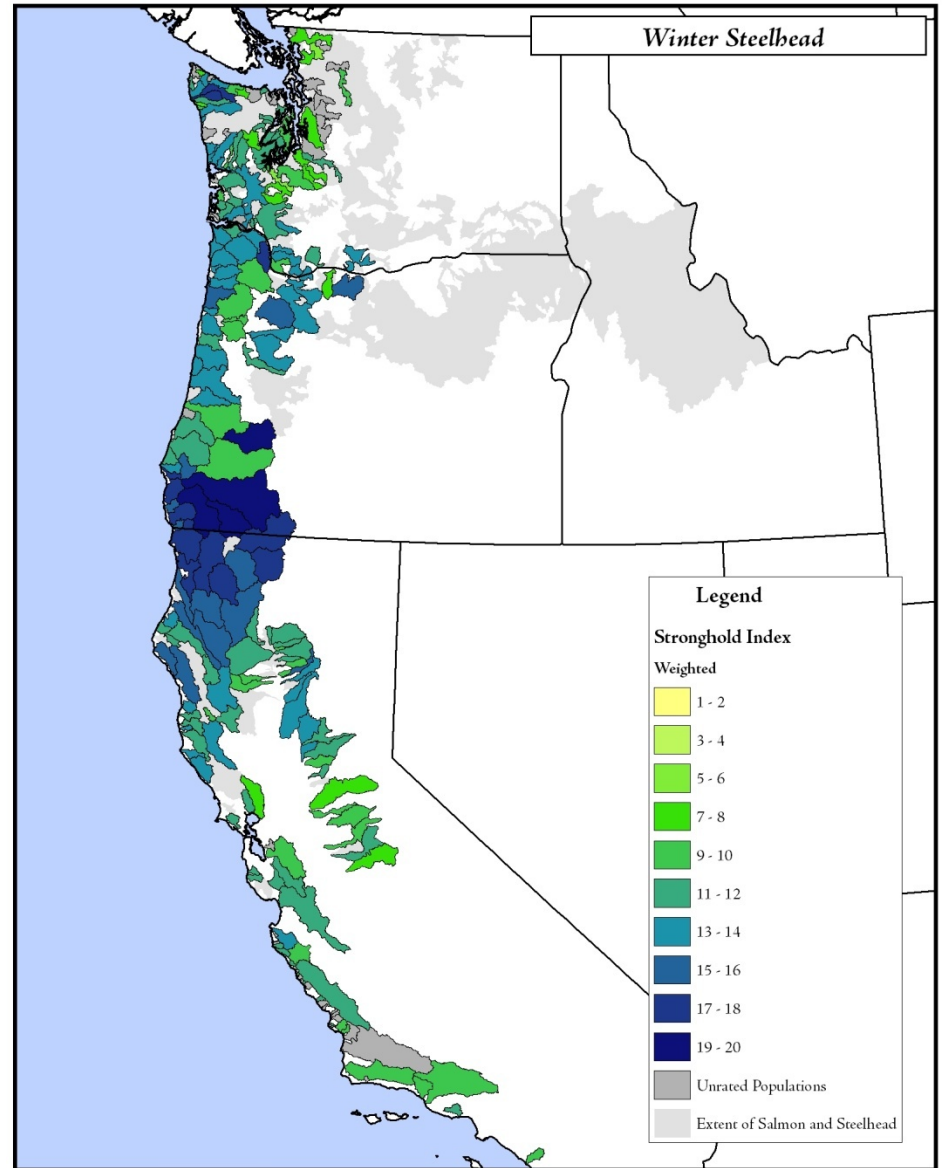 Winter Steelhead
Legend
Stronghold Index
Weighted
1 - 2
3 - 4
5 - 6
7 - 8
9 - 10
11 - 12
13 - 14
15 - 16
17 - 18
19 - 20
Unrated Populations
Extent of Salmon and Steelhead